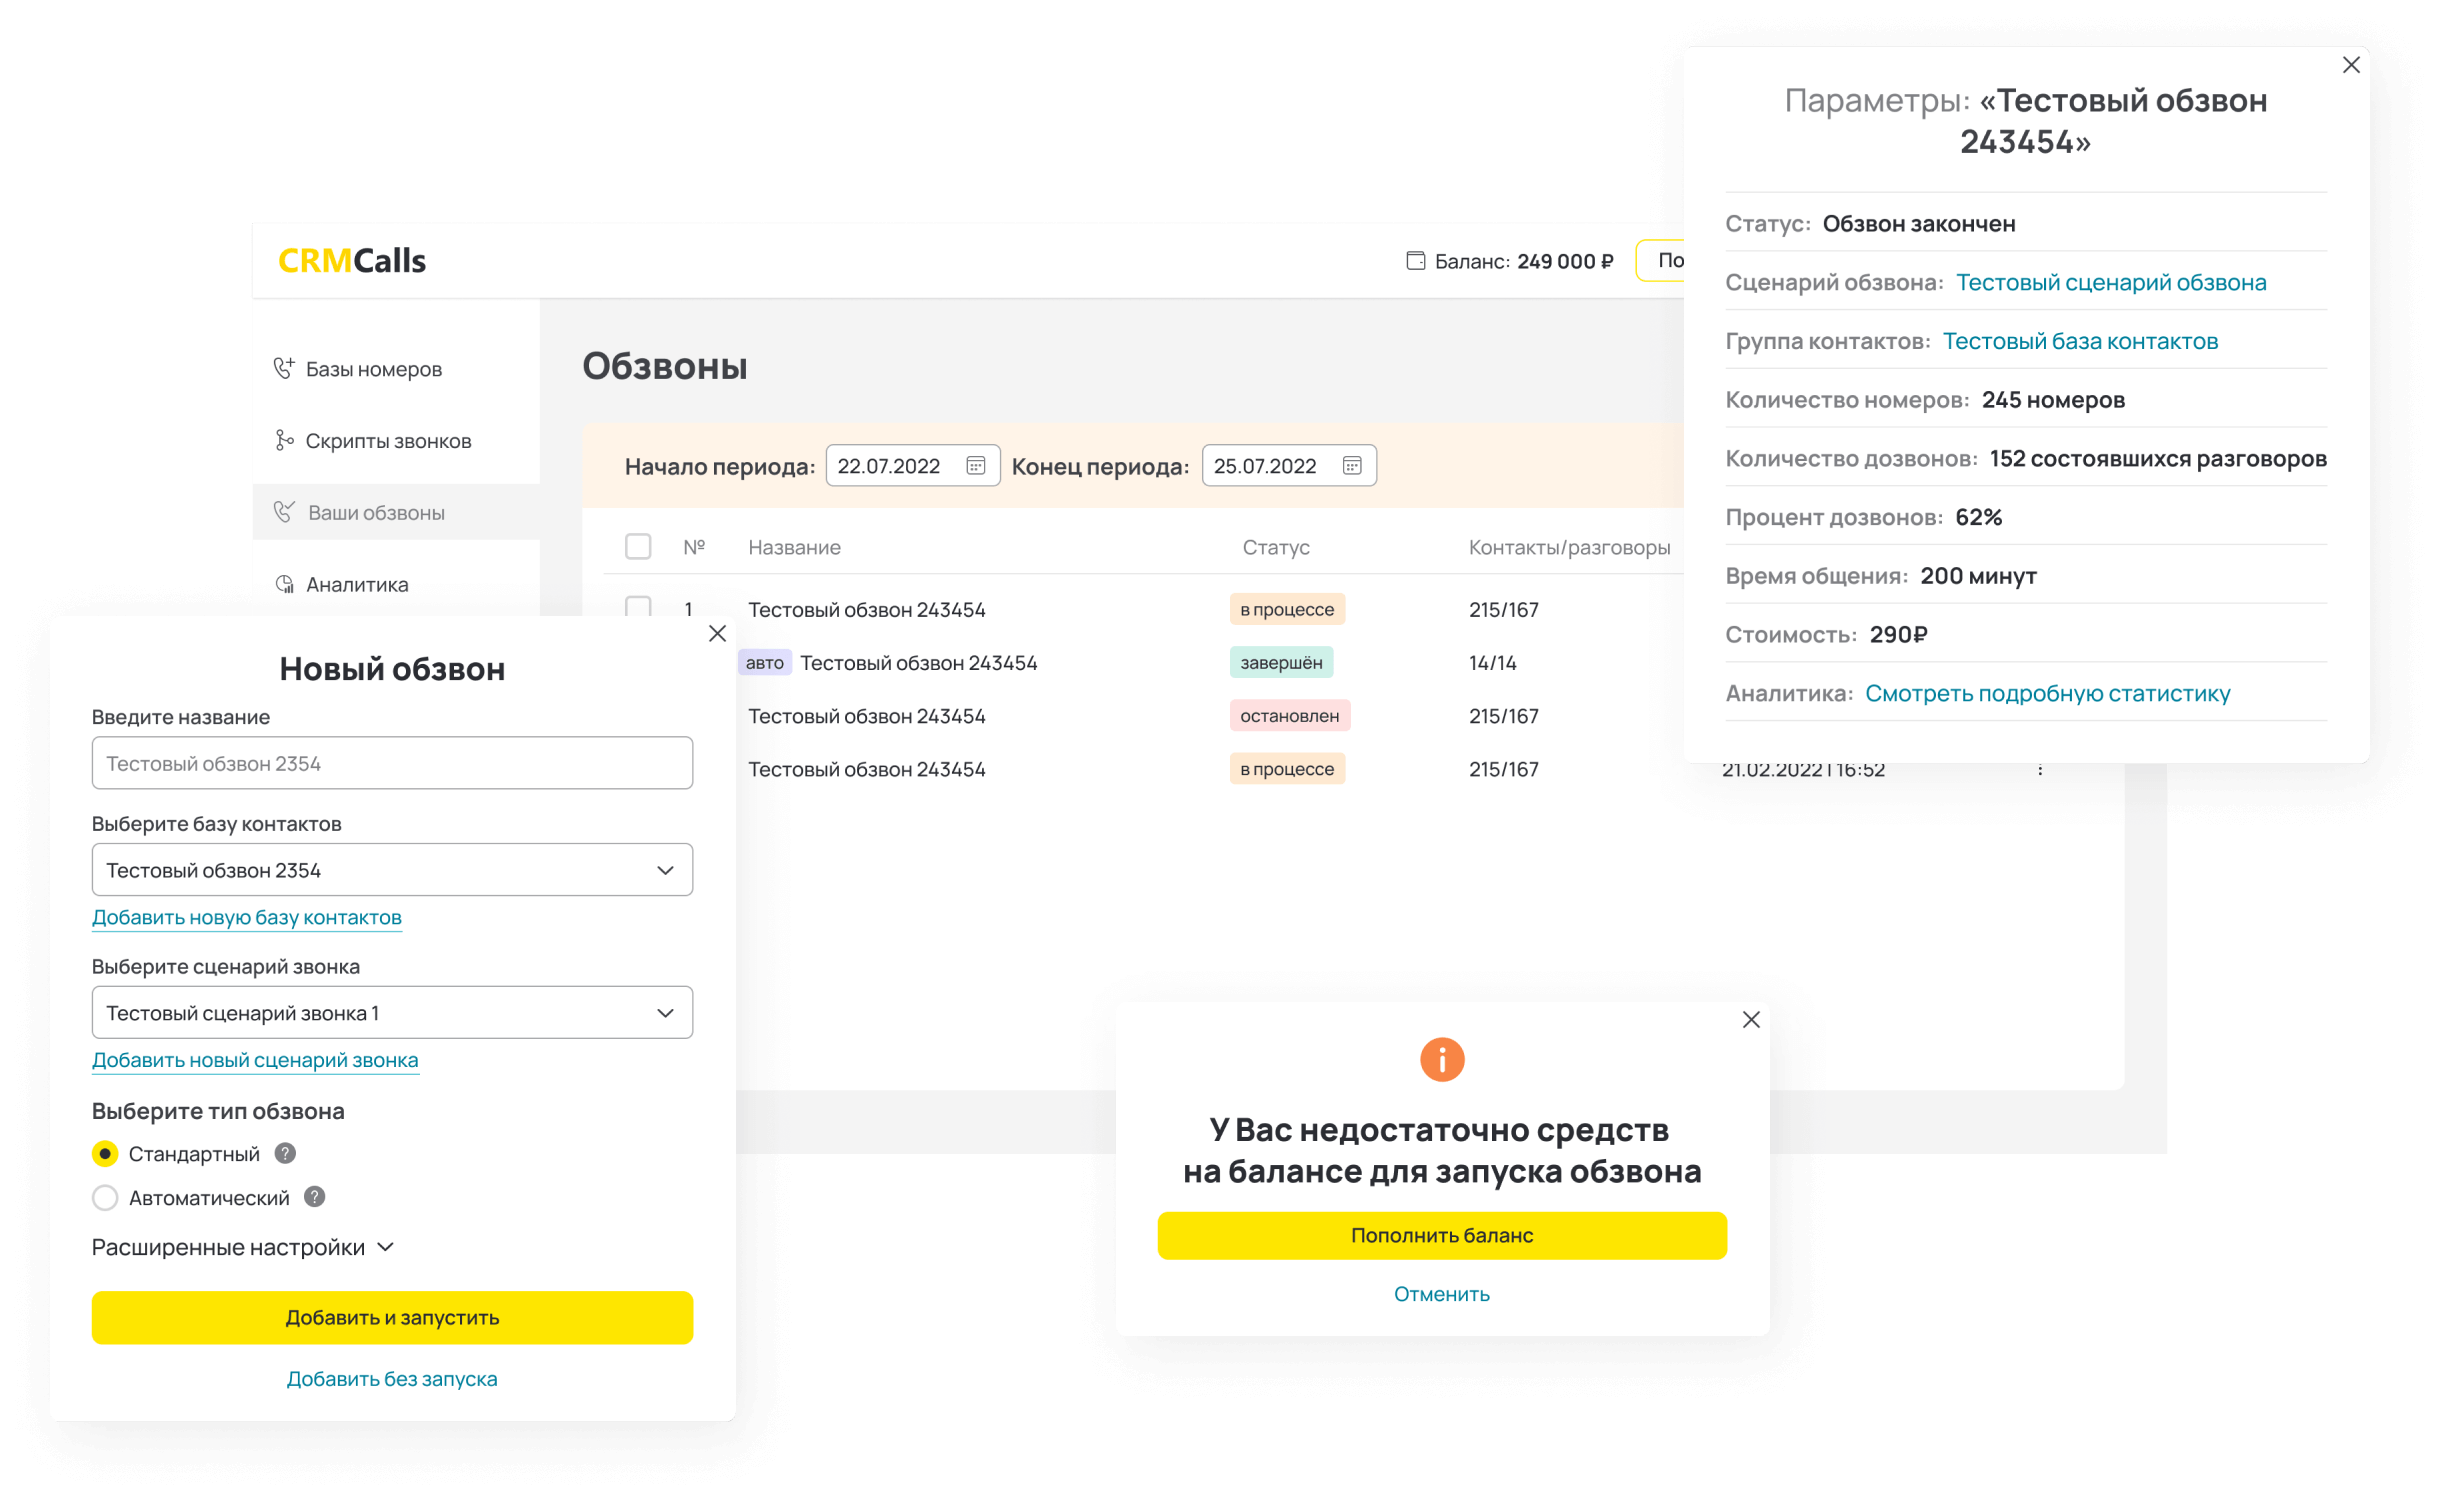 CRMCalls
Баланс: 249 000 ₽
По
Базы номеров
Скрипты звонков
Ваши обзвоны
Аналитика
Обзвоны
Начало периода: 22.07.2022 Конец периода: 25.07.2022
№ Название Статус Контакты/разговоры
1 Тестовый обзвон 243454 в процессе 215/167
авто Тестовый обзвон 243454 завершён 14/14
Тестовый обзвон 243454 остановлен 215/167
Тестовый обзвон 243454 в процессе 215/167 21.02.2022 | 16:52
Параметры: «Тестовый обзвон
243454»
Статус: Обзвон закончен
Сценарий обзвона: Тестовый сценарий обзвона
Группа контактов: Тестовый база контактов
Количество номеров: 245 номеров
Количество дозвонов: 152 состоявшихся разговоров
Процент дозвонов: 62%
Время общения: 200 минут
Стоимость: 290₽
Аналитика: Смотреть подробную статистику
Новый обзвон
Введите название
Тестовый обзвон 2354
Выберите базу контактов
Тестовый обзвон 2354
Добавить новую базу контактов
Выберите сценарий звонка
Тестовый сценарий звонка 1
Добавить новый сценарий звонка
Выберите тип обзвона
Стандартный ?
Автоматический ?
Расширенные настройки
Добавить и запустить
Добавить без запуска
У Вас недостаточно средств
на балансе для запуска обзвона
Пополнить баланс
Отменить